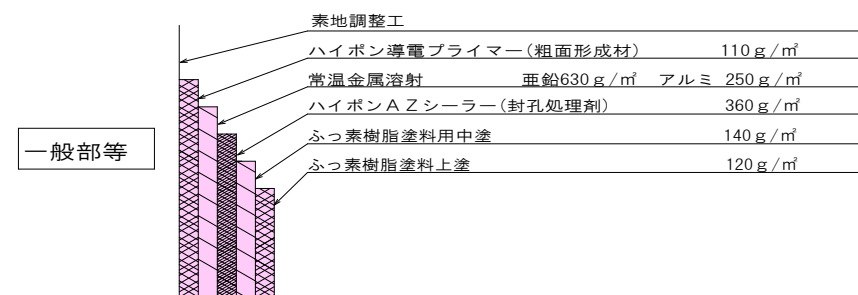 素地調整工
ハイポン導電プライマー(粗面形成材) 110ｇ/㎡
常温金属溶射 亜鉛630ｇ/㎡ アルミ 250ｇ/㎡
ハイポンＡＺシーラー(封孔処理剤) 360ｇ/㎡
一般部等
ふっ素樹脂塗料用中塗 140ｇ/㎡
ふっ素樹脂塗料上塗 120ｇ/㎡